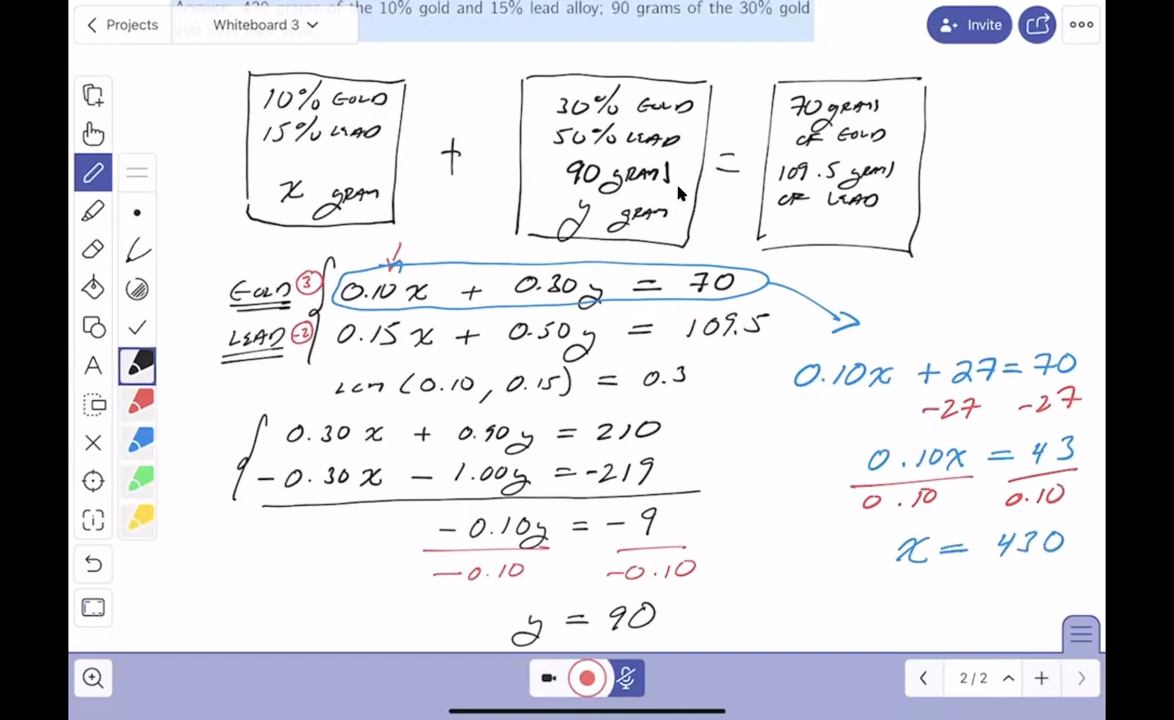 of the 10% gold and 15% lead alloy; 90 grams of the 30% gold
Projects
Whiteboard 3
Invite
10% GOLD
15% LEAD
x gram
+
30% GOLD
50% LEAD
90 grams
y gram
=
70 grams
OF GOLD
109.5 grams
OF LEAD
GOLD 3 0.10x + 0.30y = 70
LEAD -2 0.15x + 0.50y = 109.5
LCM (0.10, 0.15) = 0.3
0.30x + 0.90y = 210
-0.30x - 1.00y = -219
-0.10y = -9
-0.10 -0.10
y = 90
0.10x + 27 = 70
-27 -27
0.10x = 43
0.10 0.10
x = 430
A
2/2